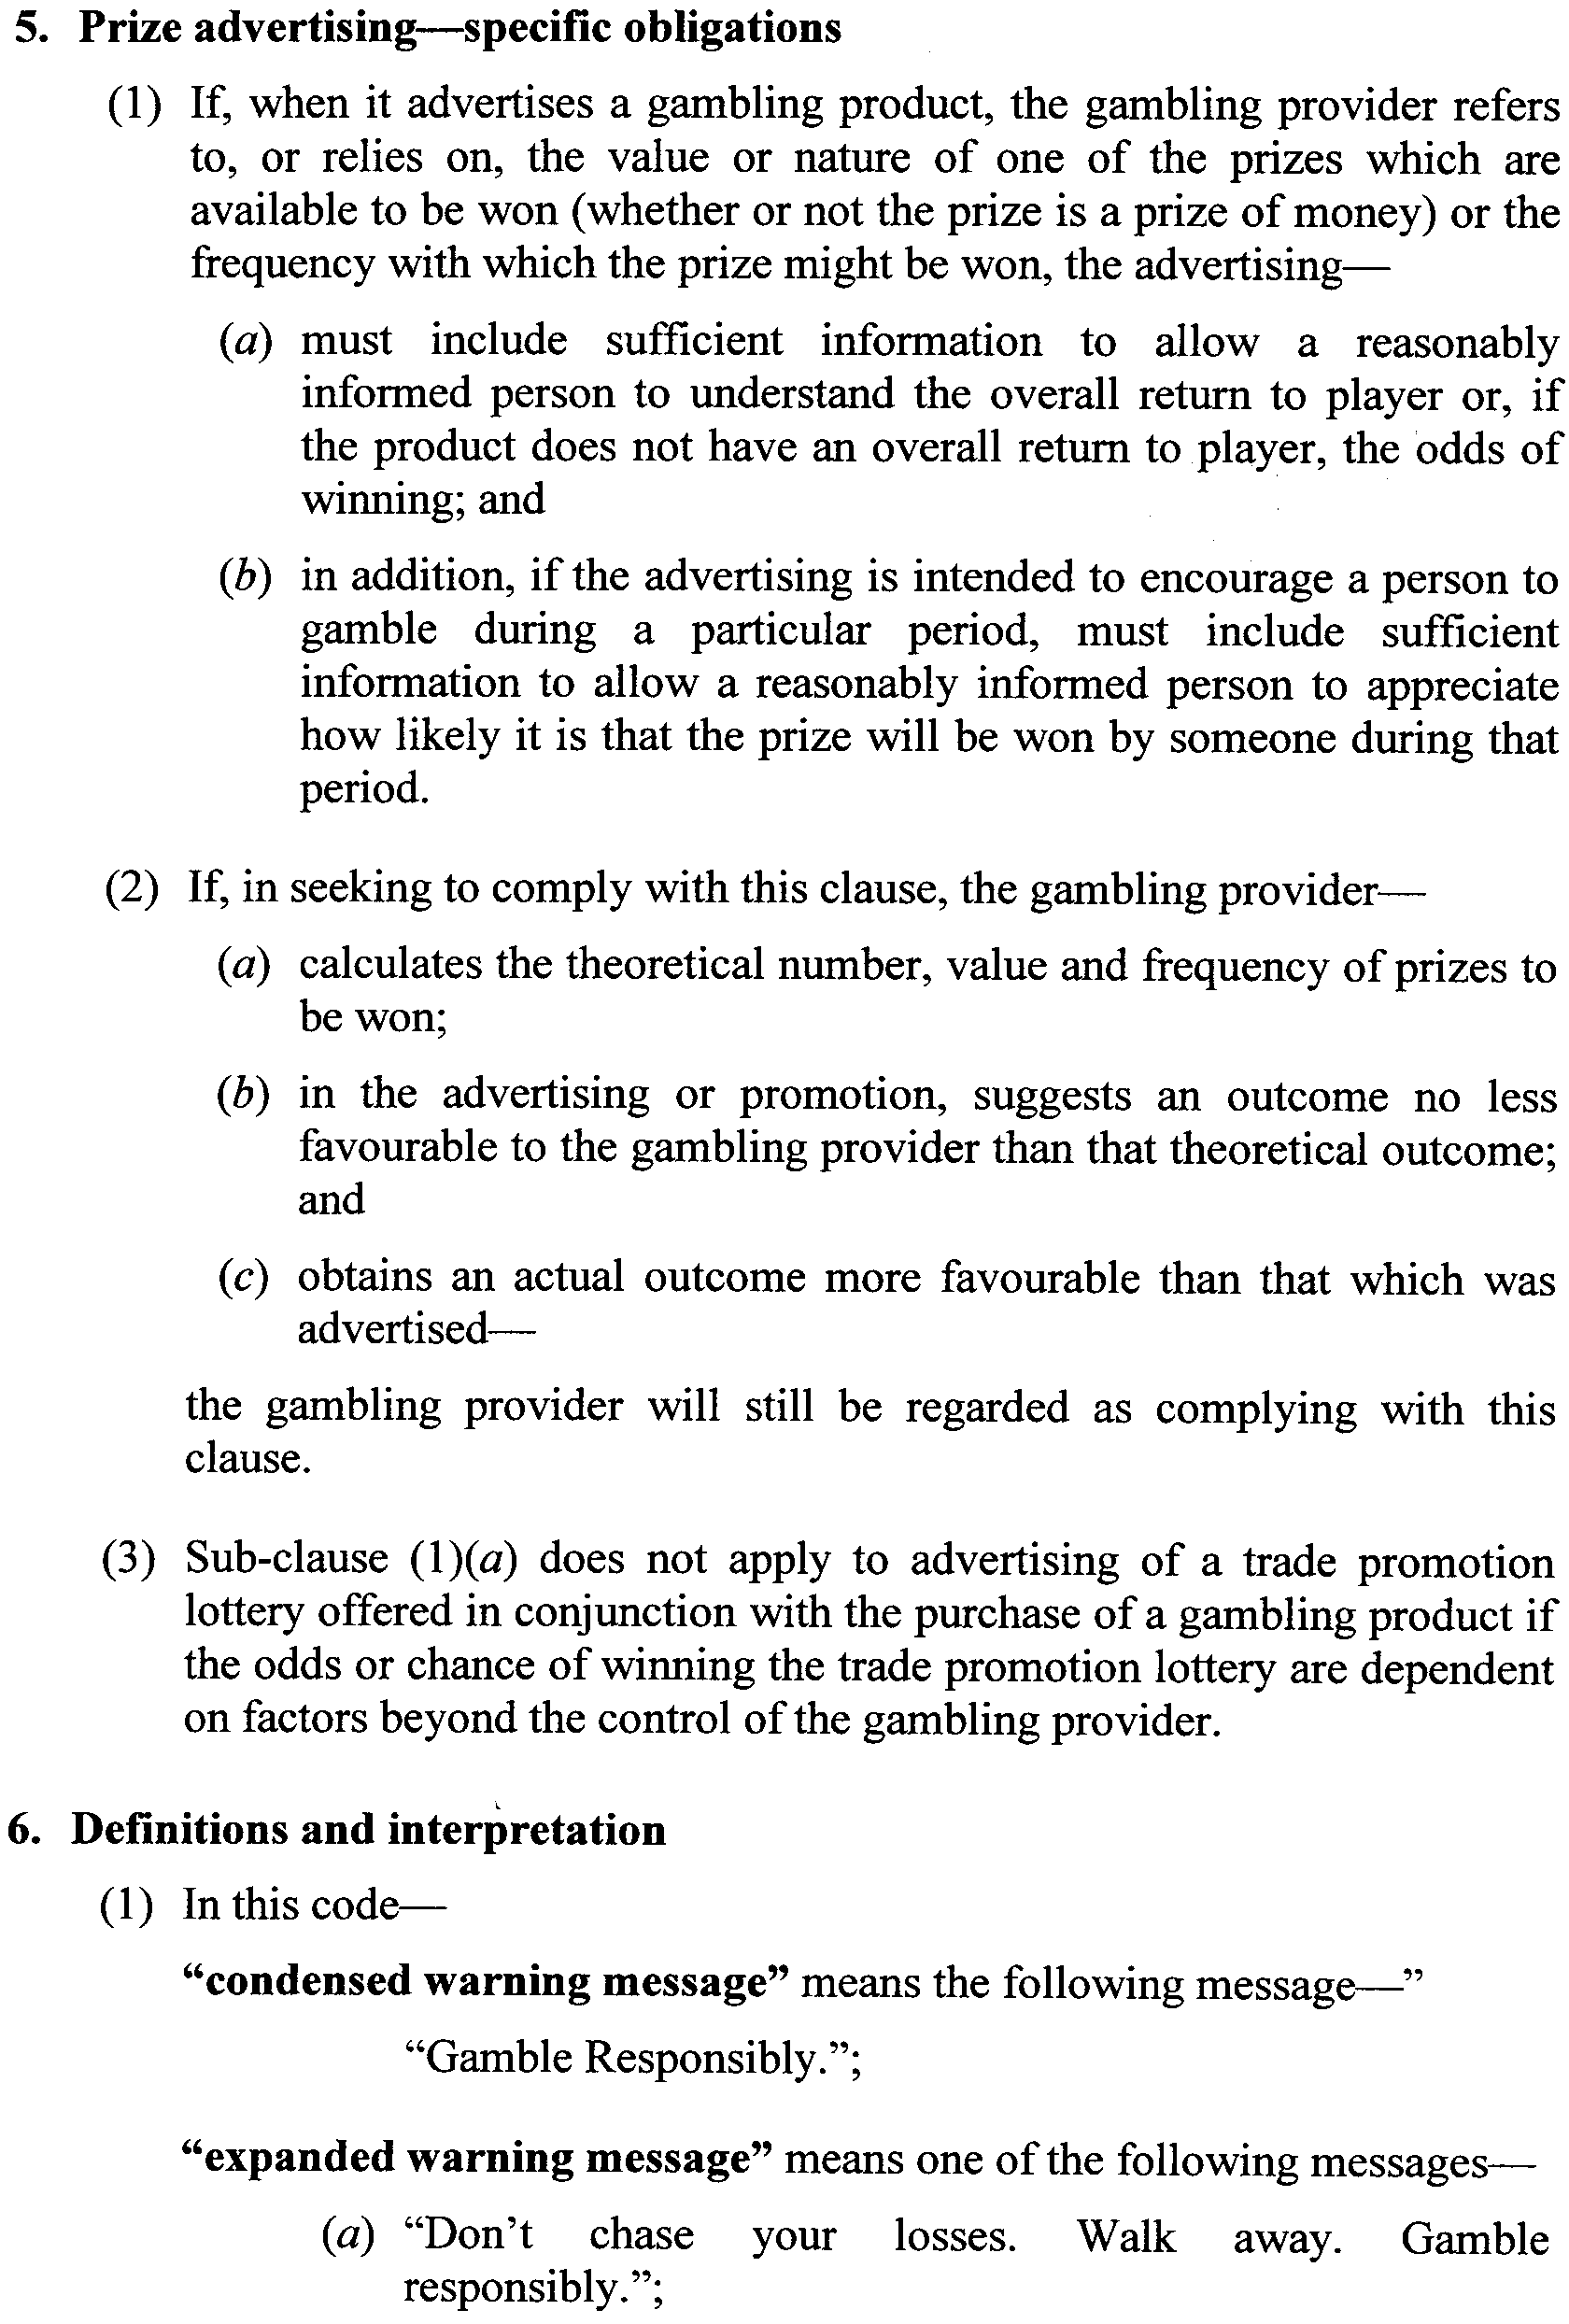 5. Prize advertising—specific obligations
(1) If, when it advertises a gambling product, the gambling provider refers
to, or relies on, the value or nature of one of the prizes which are
available to be won (whether or not the prize is a prize of money) or the
frequency with which the prize might be won, the advertising—
(a) must include sufficient information to allow a reasonably
informed person to understand the overall return to player or, if
the product does not have an overall return to player, the odds of
winning; and
(b) in addition, if the advertising is intended to encourage a person to
gamble during a particular period, must include sufficient
information to allow a reasonably informed person to appreciate
how likely it is that the prize will be won by someone during that
period.
(2) If, in seeking to comply with this clause, the gambling provider—
(a) calculates the theoretical number, value and frequency of prizes to
be won;
(b) in the advertising or promotion, suggests an outcome no less
favourable to the gambling provider than that theoretical outcome;
and
(c) obtains an actual outcome more favourable than that which was
advertised—
the gambling provider will still be regarded as complying with this
clause.
(3) Sub-clause (1)(a) does not apply to advertising of a trade promotion
lottery offered in conjunction with the purchase of a gambling product if
the odds or chance of winning the trade promotion lottery are dependent
on factors beyond the control of the gambling provider.
6. Definitions and interpretation
(1) In this code—
“condensed warning message” means the following message—”
“Gamble Responsibly.”;
“expanded warning message” means one of the following messages—
(a) “Don’t chase your losses. Walk away. Gamble
responsibly.”;